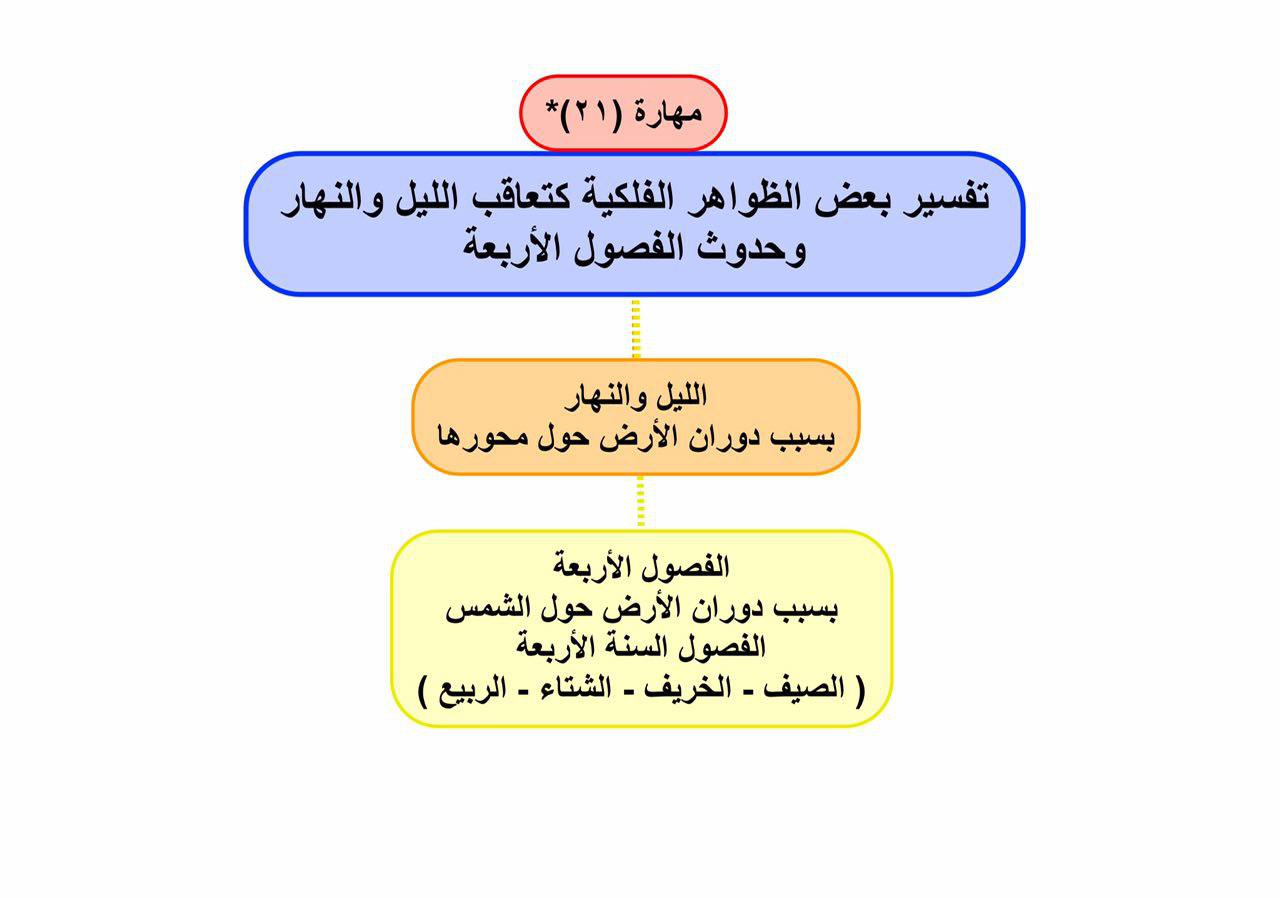 مهارة (٢١)*
تفسير بعض الظواهر الفلكية كتعاقب الليل والنهار
وحدوث الفصول الأربعة
الليل والنهار
بسبب دوران الأرض حول محورها
الفصول الأربعة
بسبب دوران الأرض حول الشمس
الفصول السنة الأربعة
( الصيف - الخريف - الشتاء - الربيع )